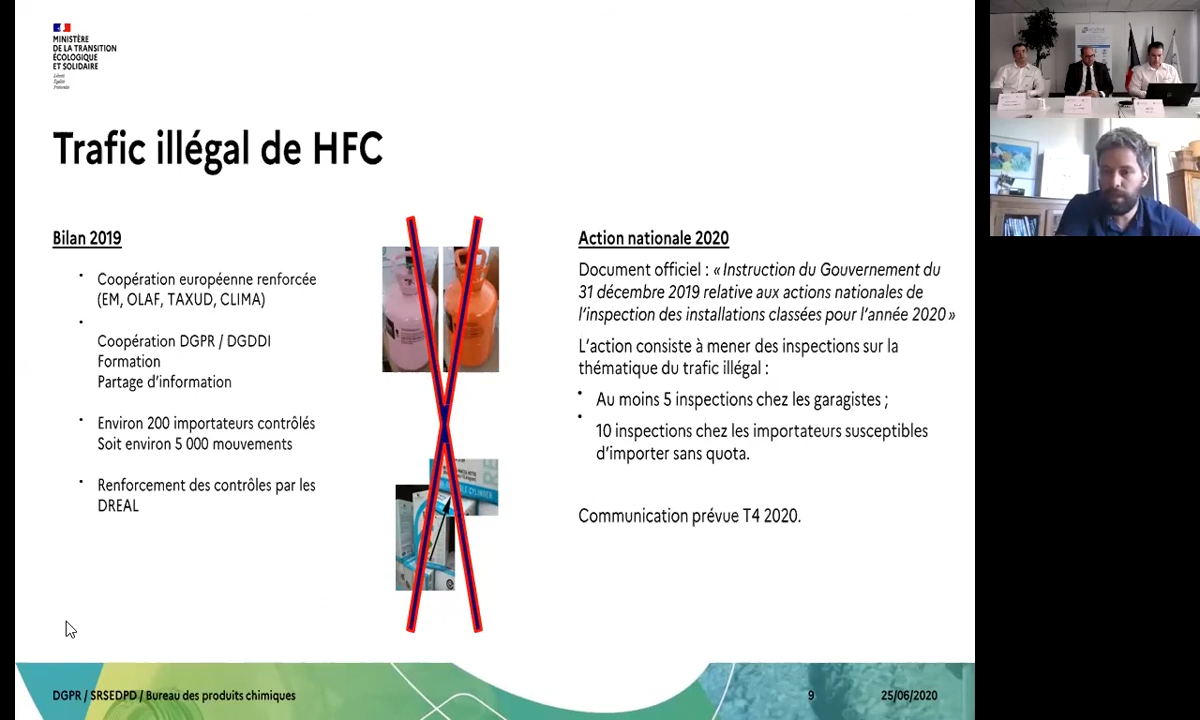 MINISTÈRE
DE LA TRANSITION
ÉCOLOGIQUE
ET SOLIDAIRE
Liberté
Égalité
Fraternité
Trafic illégal de HFC
Bilan 2019
• Coopération européenne renforcée
(EM, OLAF, TAXUD, CLIMA)
•
Coopération DGPR / DGDDI
Formation
Partage d'information
• Environ 200 importateurs contrôlés
Soit environ 5 000 mouvements
• Renforcement des contrôles par les
DREAL
CYLINDER
Action nationale 2020
Document officiel : « Instruction du Gouvernement du
31 décembre 2019 relative aux actions nationales de
l'inspection des installations classées pour l'année 2020 »
L'action consiste à mener des inspections sur la
thématique du trafic illégal :
• Au moins 5 inspections chez les garagistes ;
•
10 inspections chez les importateurs susceptibles
d'importer sans quota.
Communication prévue T4 2020.
DGPR / SRSEDPD / Bureau des produits chimiques
9
25/06/2020